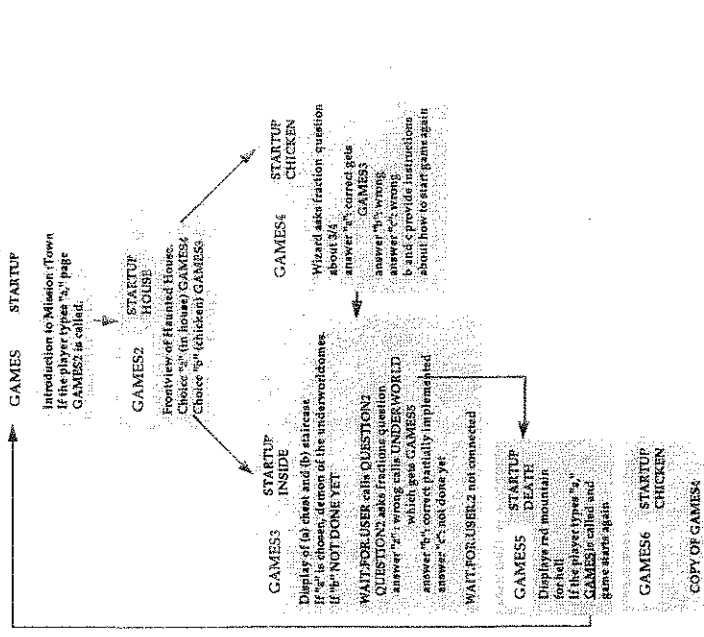 GAMES STARTUP
Introduction to Mission Town
If the player types "a," page
GAMES2 is called.
GAMES2 STARTUP
HOUSE
Frontview of Haunted House.
Choice "a" (in house) GAMES4
Choice "b" (chicken) GAMES3
GAMES3 STARTUP
INSIDE
Display of (a) chest and (b) staircase
If "a" is chosen, demon of the underworldcomes.
If "b" NOT DONE YET
WAIT.FOR.USER calls QUESTION2
QUESTION2 asks fractions question
answer "a": wrong calls UNDERWORLD
which gets GAMES5
answer "b": correct partially implemented
answer "c": not done yet
WAIT.FOR.USER.2 not connected
GAMES4 STARTUP
CHICKEN
Wizard asks fraction question
about 3/4
answer "a": correct gets
GAMES3
answer "b": wrong
answer "c": wrong
b and c provide instructions
about how to start game again
GAMES5 STARTUP
DEATH
Displays red mountain
for hell
If the player types "a,"
GAMES is called and
game starts again
GAMES6 STARTUP
CHICKEN
COPY OF GAMES4